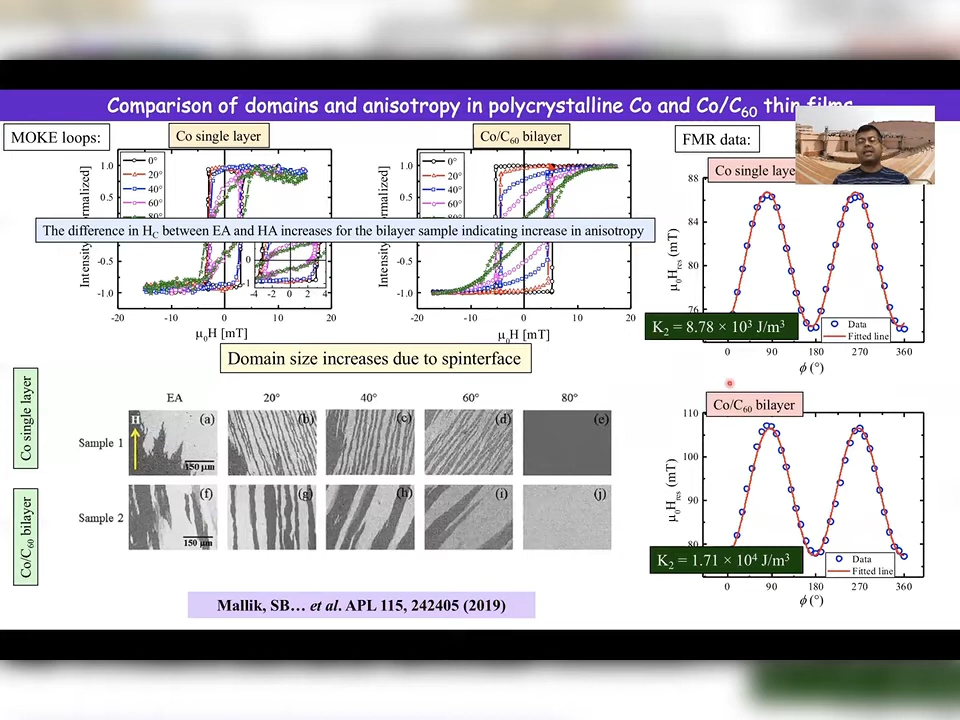 Comparison of domains and anisotropy in polycrystalline Co and Co/C60 thin films
MOKE loops:
Co single layer
Co/C60 bilayer
FMR data:
Co single laye
0°
20°
40°
60°
80°
1.0
0.5
-0.5
-1.0
-20
-10
0
10
20
μ0H [mT]
0
-1
-4
-2
0
2
4
0°
20°
40°
60°
1.0
0.5
-0.5
-1.0
-20
-10
0
10
20
μ0H [mT]
The difference in HC between EA and HA increases for the bilayer sample indicating increase in anisotropy
88
84
80
76
μ0Hres (mT)
K2 = 8.78 × 10³ J/m³
Data
Fitted line
0
90
180
270
360
ϕ (°)
Domain size increases due to spinterface
Co single layer
Co/C60 bilayer
EA
20°
40°
60°
80°
Sample 1
H
(a)
(b)
(c)
(d)
(e)
150 μm
Sample 2
(f)
(g)
(h)
(i)
(j)
150 μm
Co/C60 bilayer
110
100
90
80
μ0Hres (mT)
K2 = 1.71 × 10⁴ J/m³
Data
Fitted line
0
90
180
270
360
ϕ (°)
Mallik, SB… et al. APL 115, 242405 (2019)